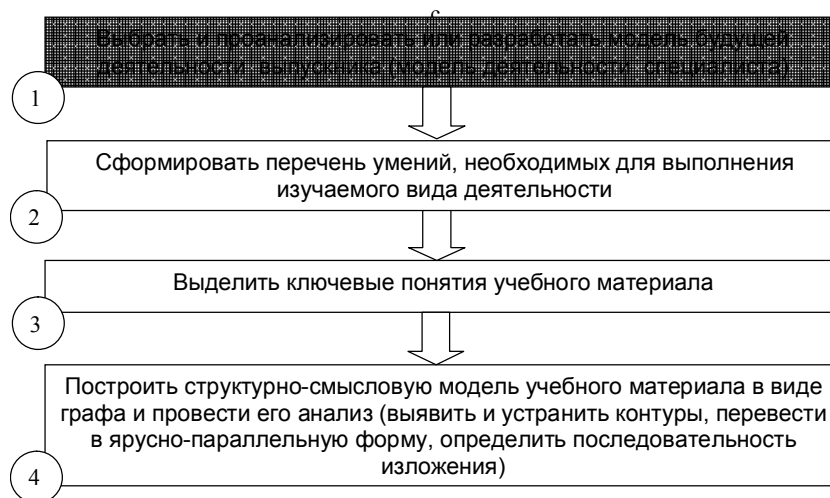 с
Выбрать и проанализировать или разработать модель будущей
деятельности выпускника (модель деятельности специалиста)
1
Сформировать перечень умений, необходимых для выполнения
изучаемого вида деятельности
2
Выделить ключевые понятия учебного материала
3
Построить структурно-смысловую модель учебного материала в виде
графа и провести его анализ (выявить и устранить контуры, перевести
в ярусно-параллельную форму, определить последовательность
изложения)
4